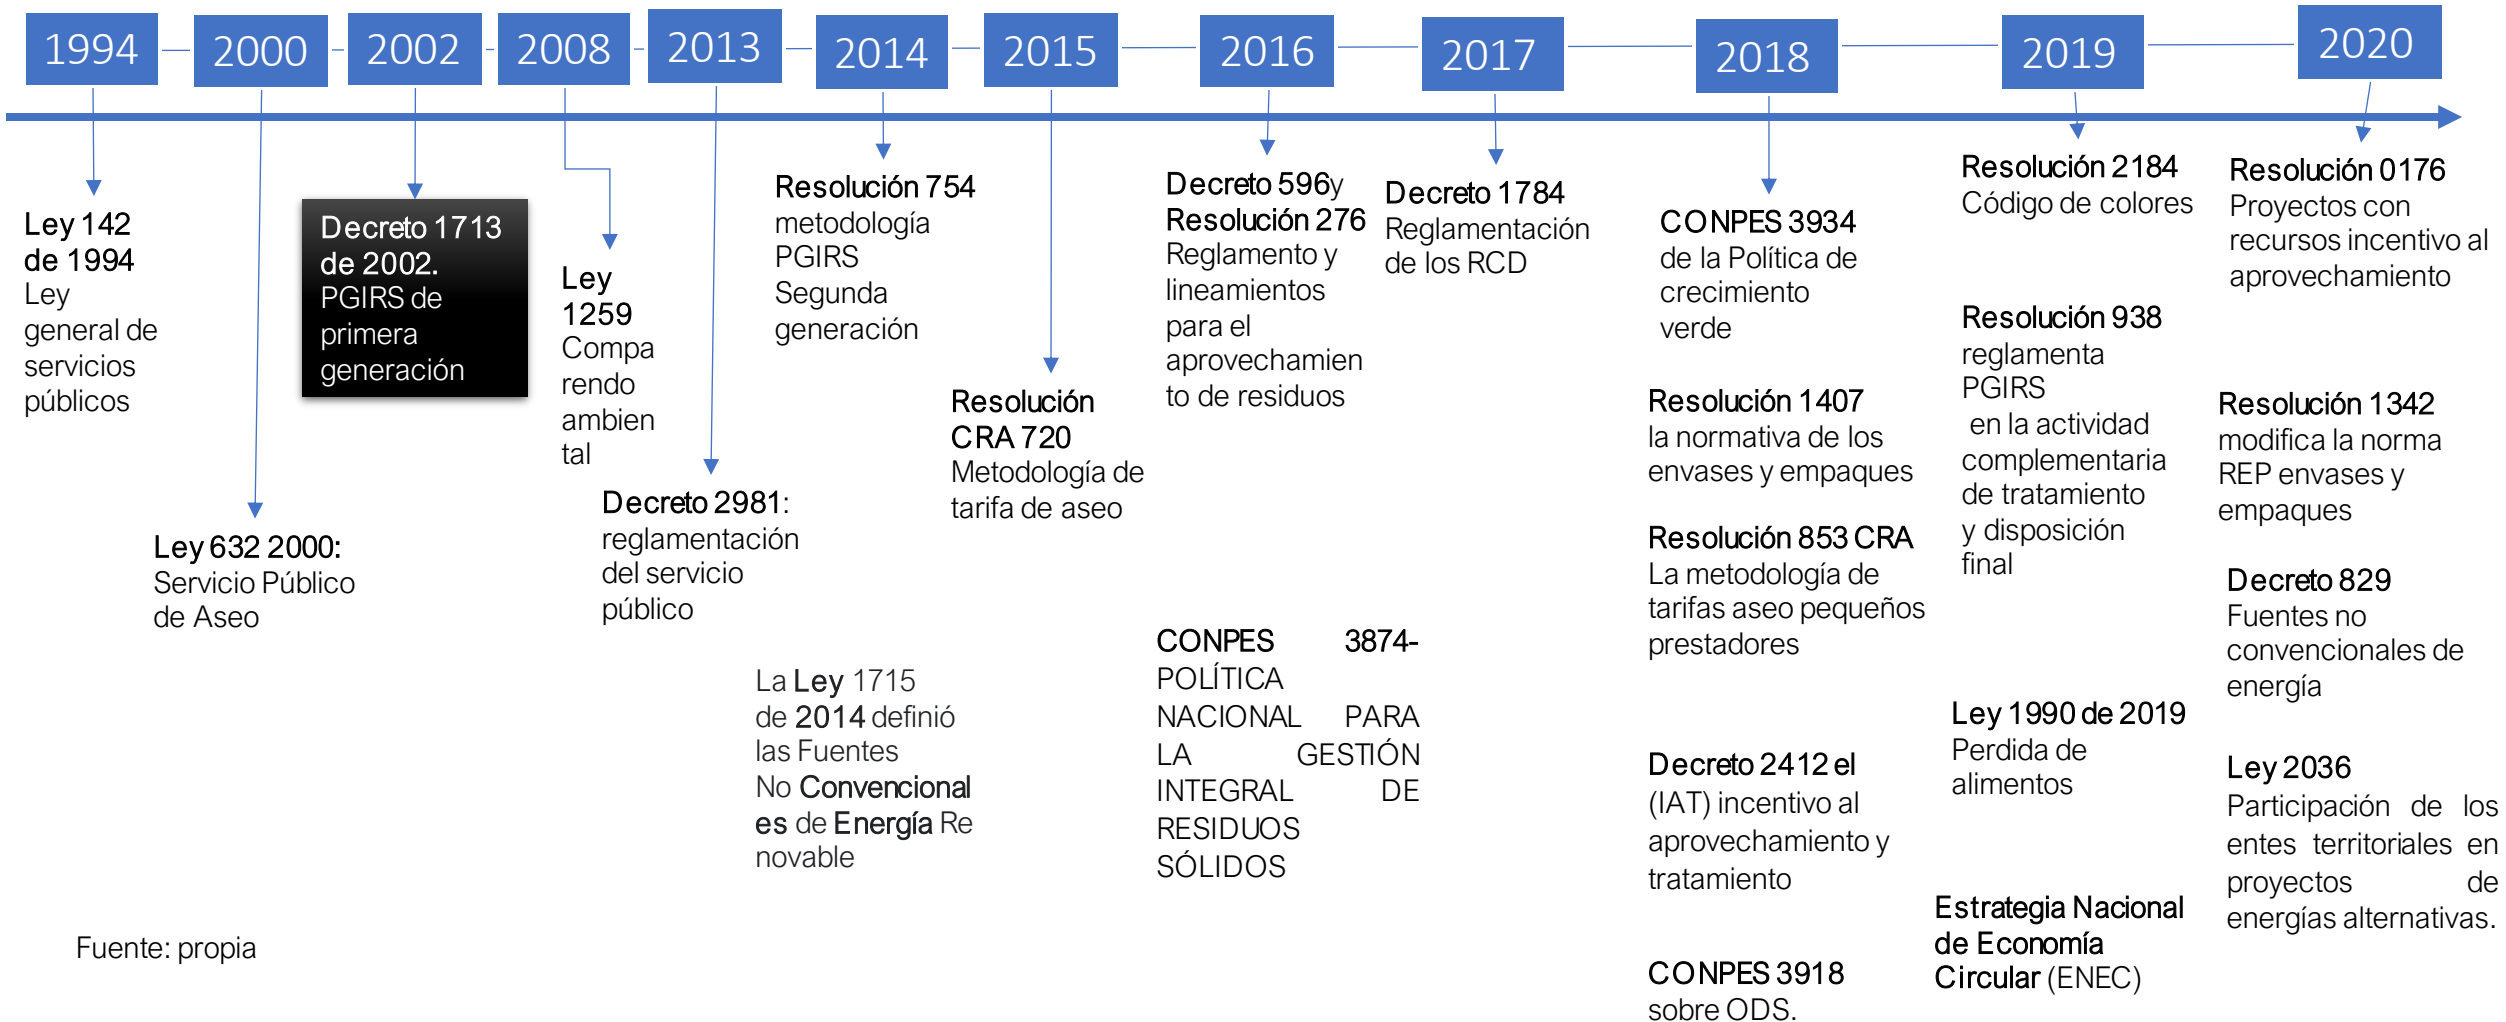 1994
2000
2002
2008
2013
2014
2015
2016
2017
2018
2019
2020
Ley 142
de 1994
Ley
general de
servicios
públicos
Ley 632 2000:
Servicio Público
de Aseo
Decreto 1713
de 2002.
PGIRS de
primera
generación
Ley
1259
Compa
rendo
ambien
tal
Decreto 2981:
reglamentación
del servicio
público
Resolución 754
metodología
PGIRS
Segunda
generación
La Ley 1715
de 2014 definió
las Fuentes
No Convencional
es de Energía Re
novable
Resolución
CRA 720
Metodología de
tarifa de aseo
Decreto 596y
Resolución 276
Reglamento y
lineamientos
para el
aprovechamien
to de residuos
CONPES 3874-
POLÍTICA
NACIONAL PARA
LA GESTIÓN
INTEGRAL DE
RESIDUOS
SÓLIDOS
Decreto 1784
Reglamentación
de los RCD
CONPES 3934
de la Política de
crecimiento
verde
Resolución 1407
la normativa de los
envases y empaques
Resolución 853 CRA
La metodología de
tarifas aseo pequeños
prestadores
Decreto 2412 el
(IAT) incentivo al
aprovechamiento y
tratamiento
CONPES 3918
sobre ODS.
Resolución 2184
Código de colores
Resolución 938
reglamenta
PGIRS
en la actividad
complementaria
de tratamiento
y disposición
final
Ley 1990 de 2019
Perdida de
alimentos
Estrategia Nacional
de Economía
Circular (ENEC)
Resolución 0176
Proyectos con
recursos incentivo al
aprovechamiento
Resolución 1342
modifica la norma
REP envases y
empaques
Decreto 829
Fuentes no
convencionales de
energía
Ley 2036
Participación de los
entes territoriales en
proyectos de
energías alternativas.
Fuente: propia